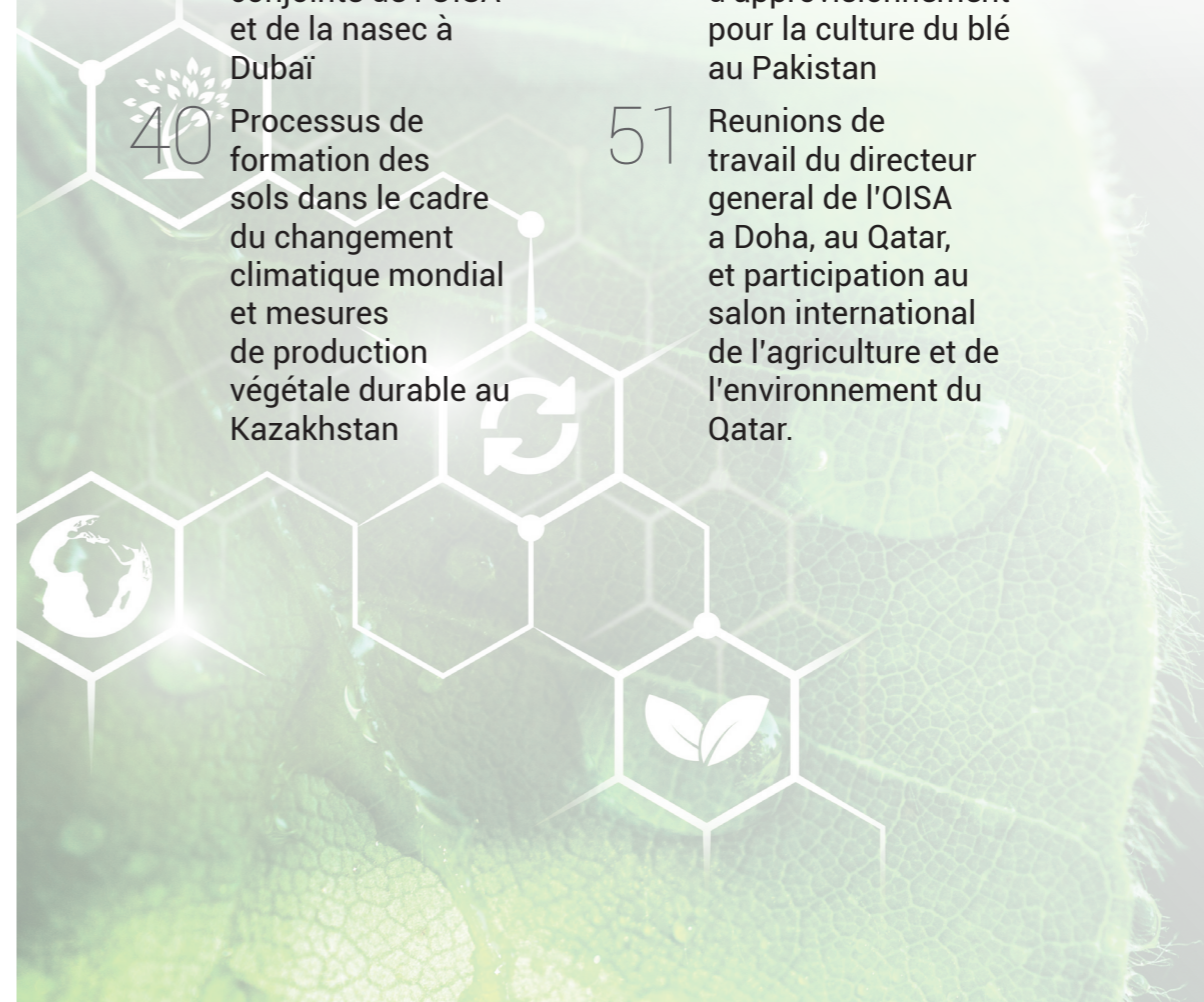 et de la nasec à
Dubaï
40
Processus de
formation des
sols dans le cadre
du changement
climatique mondial
et mesures
de production
végétale durable au
Kazakhstan
pour la culture du blé
au Pakistan
51
Reunions de
travail du directeur
general de l'OISA
a Doha, au Qatar,
et participation au
salon international
de l'agriculture et de
l'environnement du
Qatar.